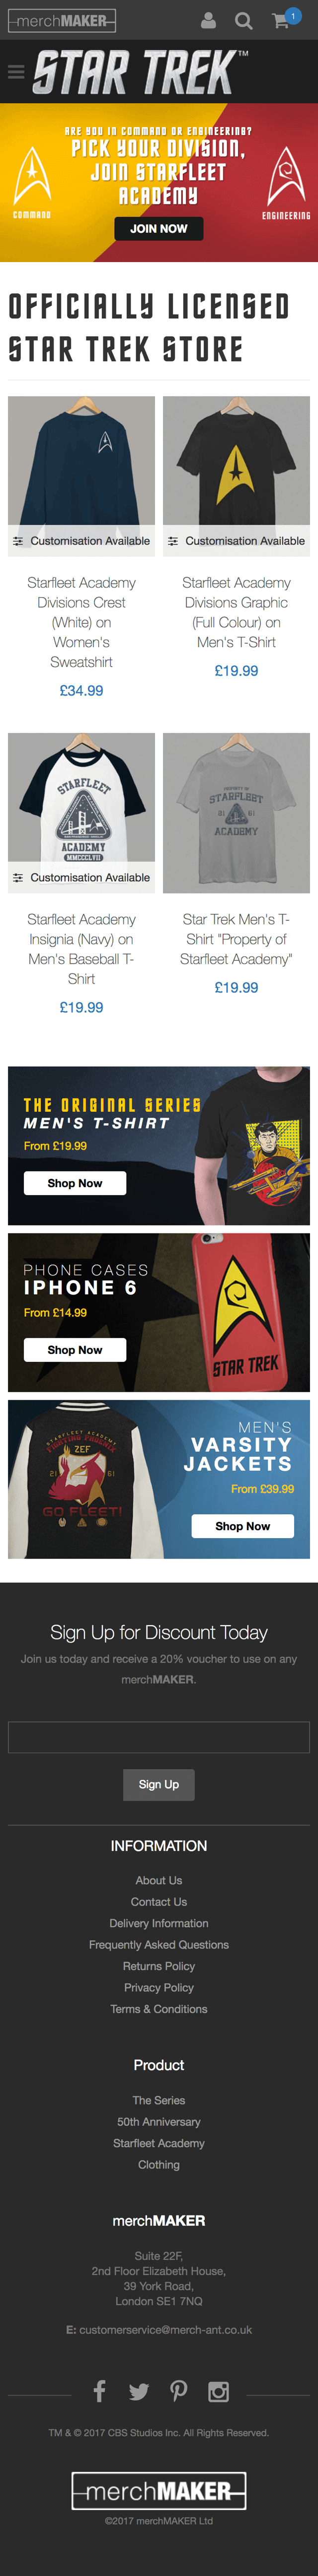 merchMAKER
1
STAR TREK™
ARE YOU IN COMMAND OR ENGINEERING?
PICK YOUR DIVISION,
JOIN STARFLEET
ACADEMY
COMMAND
ENGINEERING
JOIN NOW
OFFICIALLY LICENSED
STAR TREK STORE
Customisation Available
Customisation Available
Starfleet Academy
Divisions Crest
(White) on
Women's
Sweatshirt
£34.99
Starfleet Academy
Divisions Graphic
(Full Colour) on
Men's T-Shirt
£19.99
STARFLEET
ACADEMY
MMCCCLVII
Customisation Available
PROPERTY OF
STARFLEET
21 61
ACADEMY
Starfleet Academy
Insignia (Navy) on
Men's Baseball T-
Shirt
£19.99
Star Trek Men's T-
Shirt "Property of
Starfleet Academy"
£19.99
THE ORIGINAL SERIES
MEN'S T-SHIRT
From £19.99
Shop Now
PHONE CASES
IPHONE 6
From £14.99
Shop Now
STAR TREK
STARFLEET ACADEMY
FIGHTING PHOENIX
ZEF
21 61
GO FLEET!
MEN'S
VARSITY
JACKETS
From £39.99
Shop Now
Sign Up for Discount Today
Join us today and receive a 20% voucher to use on any
merchMAKER.
Sign Up
INFORMATION
About Us
Contact Us
Delivery Information
Frequently Asked Questions
Returns Policy
Privacy Policy
Terms & Conditions
Product
The Series
50th Anniversary
Starfleet Academy
Clothing
merchMAKER
Suite 22F,
2nd Floor Elizabeth House,
39 York Road,
London SE1 7NQ
E: customerservice@merch-ant.co.uk
TM & © 2017 CBS Studios Inc. All Rights Reserved.
merchMAKER
©2017 merchMAKER Ltd